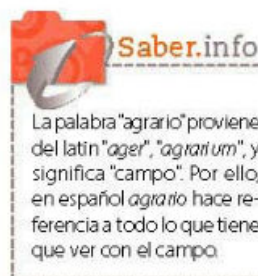 Saber.info
La palabra "agrario" proviene
del latín "ager", "agrarium", y
significa "campo". Por ello,
en español agrario hace re-
ferencia a todo lo que tiene
que ver con el campo.